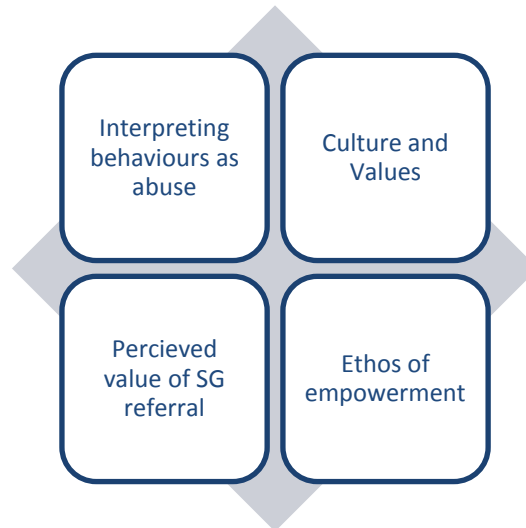 Interpreting
behaviours as
abuse
Culture and
Values
Percieved
value of SG
referral
Ethos of
empowerment